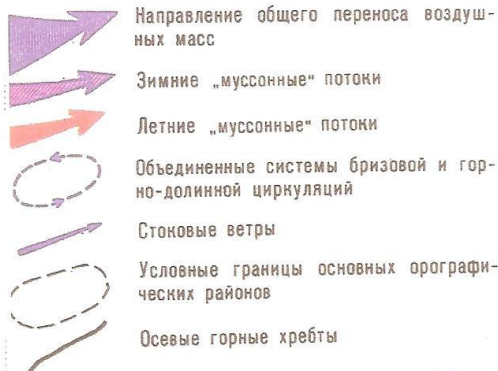 Направление общего переноса воздуш-
ных масс
Зимние „муссонные“ потоки
Летние „муссонные“ потоки
Объединенные системы бризовой и гор-
но-долинной циркуляций
Стоковые ветры
Условные границы основных орографи-
ческих районов
Осевые горные хребты